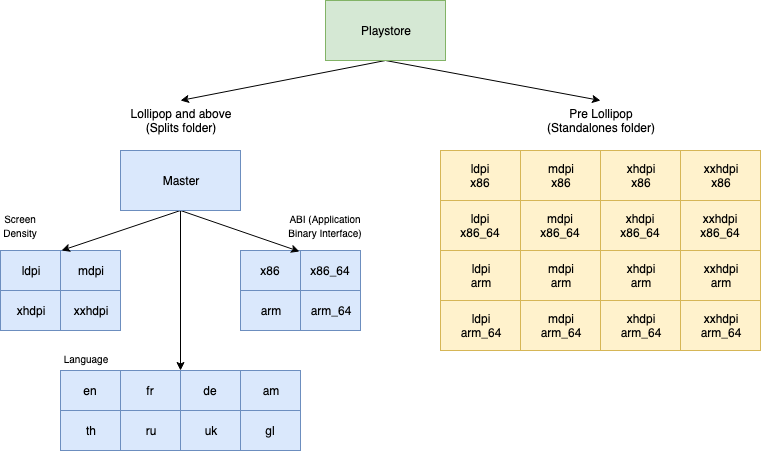 Playstore
Lollipop and above
(Splits folder)
Pre Lollipop
(Standalones folder)
Master
Screen
Density
ABI (Application
Binary Interface)
ldpi
mdpi
xhdpi
xxhdpi
x86
x86_64
arm
arm_64
Language
en
fr
de
am
th
ru
uk
gl
ldpi
x86
mdpi
x86
xhdpi
x86
xxhdpi
x86
ldpi
x86_64
mdpi
x86_64
xhdpi
x86_64
xxhdpi
x86_64
ldpi
arm
mdpi
arm
xhdpi
arm
xxhdpi
arm
ldpi
arm_64
mdpi
arm_64
xhdpi
arm_64
xxhdpi
arm_64